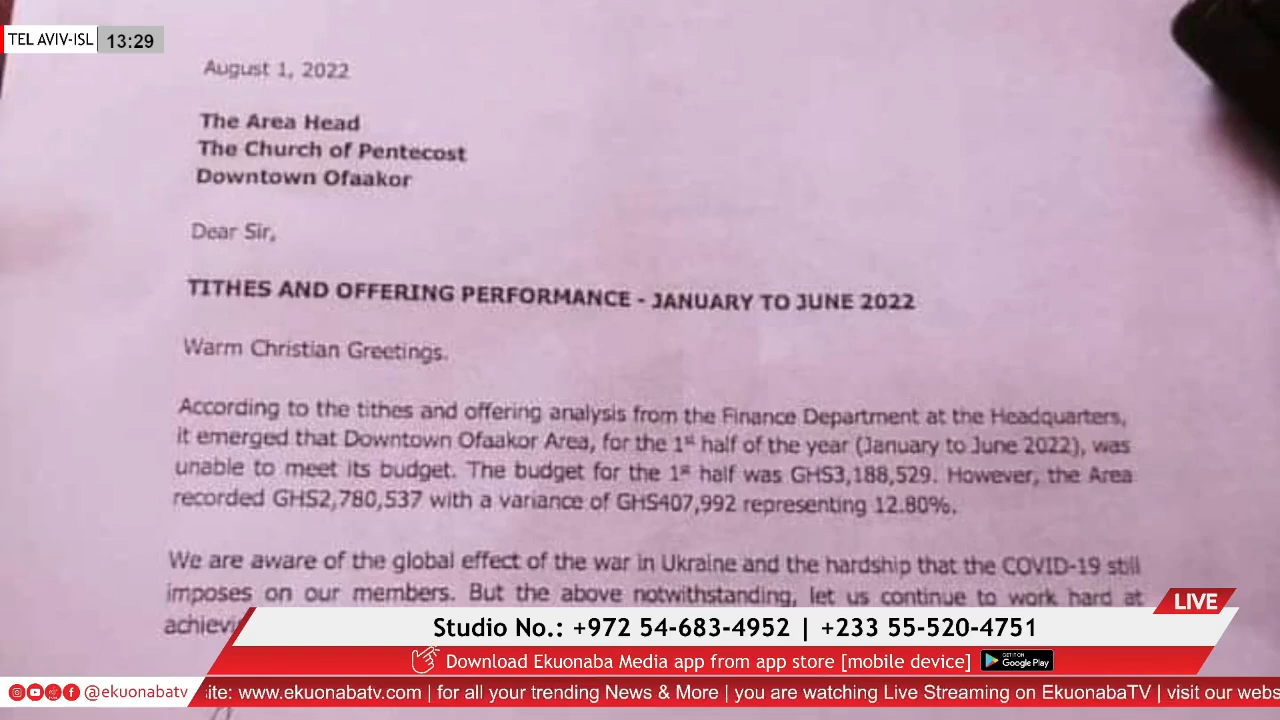 TEL AVIV-ISL 13:29
August 1, 2022
The Area Head
The Church of Pentecost
Downtown Ofaakor
Dear Sir,
TITHES AND OFFERING PERFORMANCE - JANUARY TO JUNE 2022
Warm Christian Greetings.
According to the tithes and offering analysis from the Finance Department at the Headquarters,
it emerged that Downtown Ofaakor Area, for the 1st half of the year (January to June 2022), was
unable to meet its budget. The budget for the 1st half was GHS3,188,529. However, the Area
recorded GHS2,780,537 with a variance of GHS407,992 representing 12.80%.
We are aware of the global effect of the war in Ukraine and the hardship that the COVID-19 still
imposes on our members. But the above notwithstanding, let us continue to work hard at
LIVE
Studio No.: +972 54-683-4952 | +233 55-520-4751
Download Ekuonaba Media app from app store [mobile device] GET IT ON Google Play
@ekuonabatv ite: www.ekuonabatv.com | for all your trending News & More | you are watching Live Streaming on EkuonabaTV | visit our webs